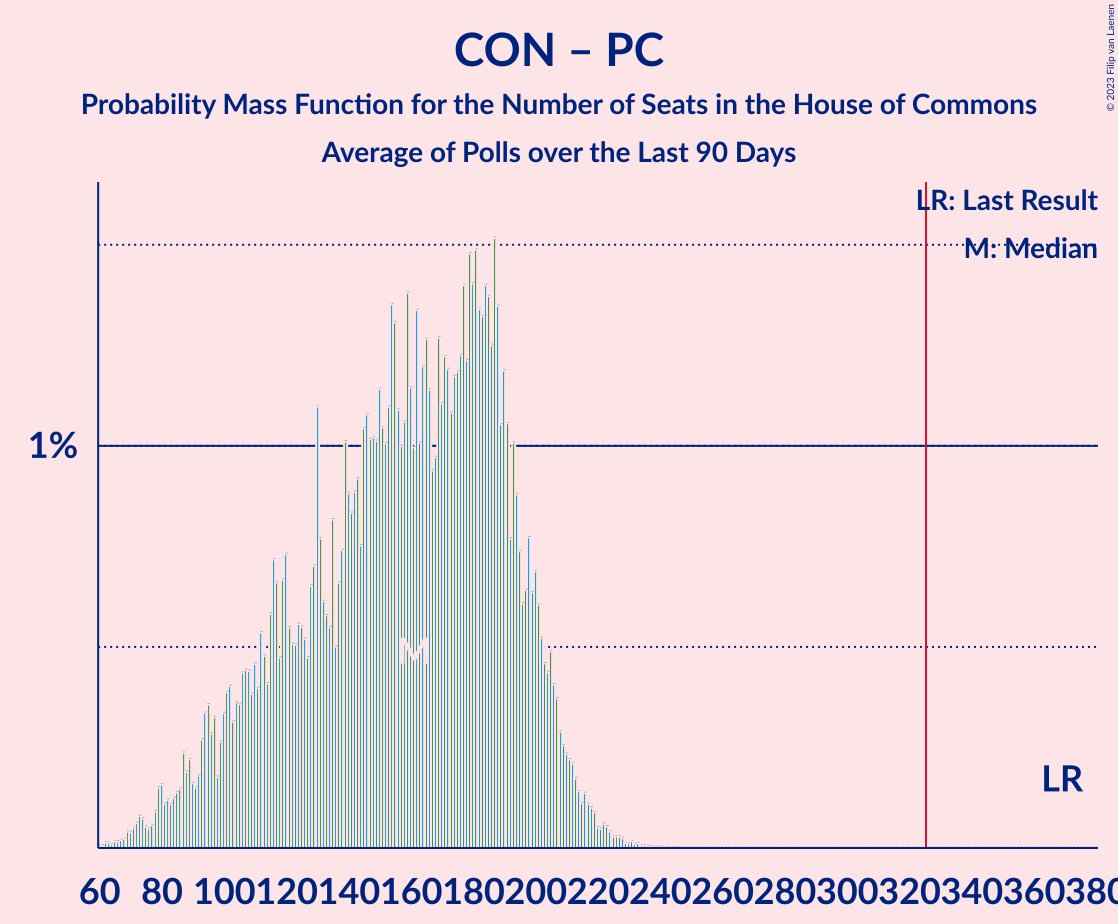 CON – PC
Probability Mass Function for the Number of Seats in the House of Commons
Average of Polls over the Last 90 Days
© 2023 Filip van Laenen
LR: Last Result
M: Median
1%
M
LR
60 80 100 120 140 160 180 200 220 240 260 280 300 320 340 360 380